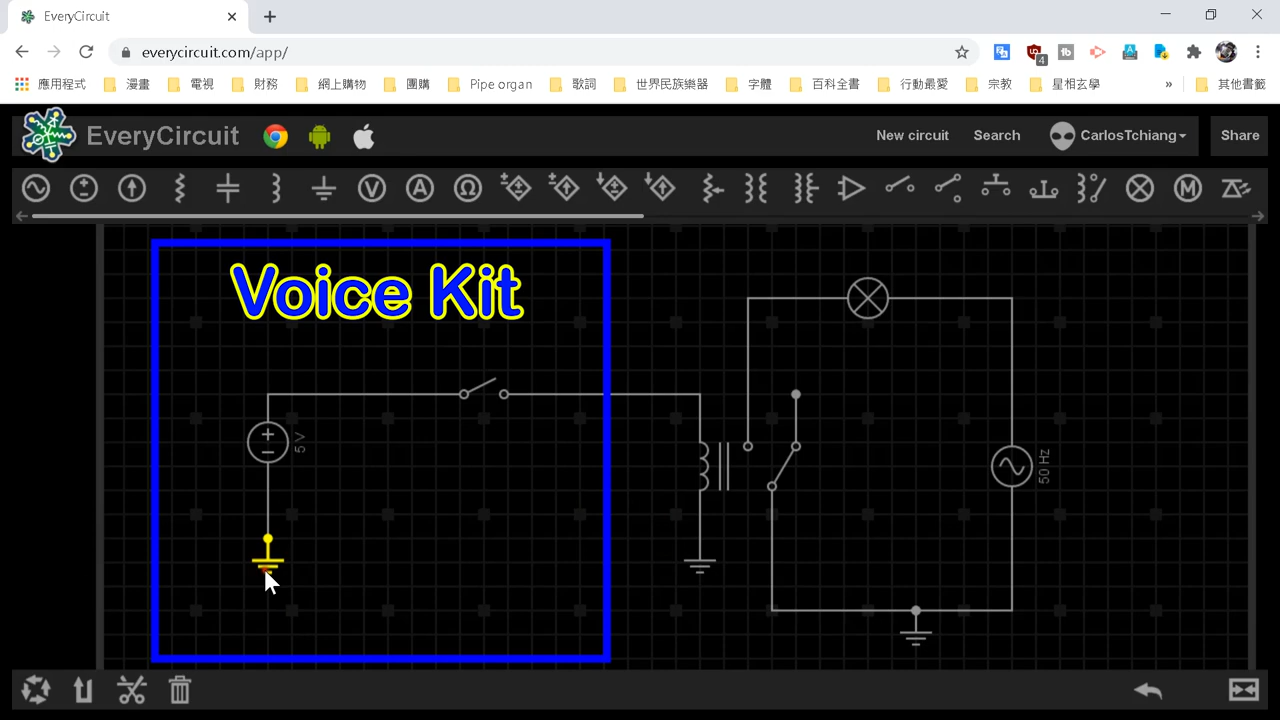 EveryCircuit
everycircuit.com/app/
4
應用程式
漫畫
電視
財務
網上購物
團購
Pipe organ
歌詞
世界民族樂器
字體
百科全書
行動最愛
宗教
星相玄學
»
其他書籤
EveryCircuit
New circuit
Search
CarlosTchiang
Share
Voice Kit
5 V
50 Hz